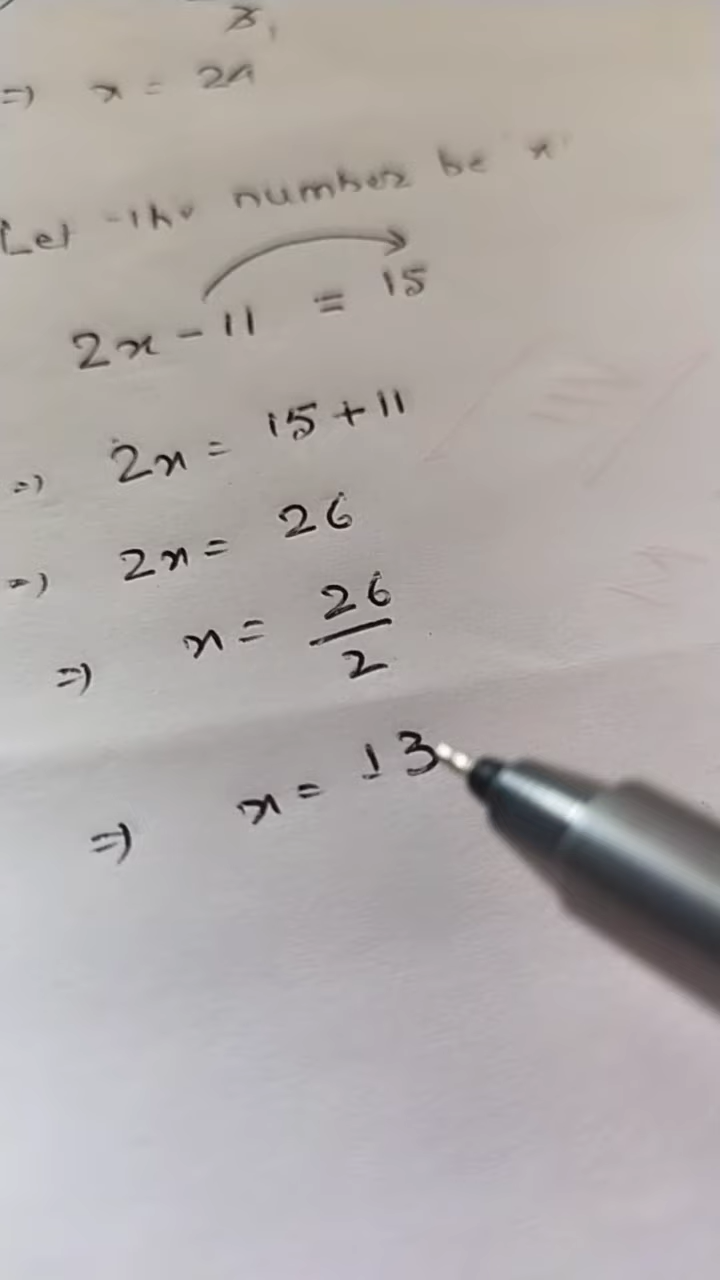 =) x = 24
Let the number be x
2x - 11 = 15
=) 2x = 15 + 11
=) 2x = 26
=) x = 26/2
=) x = 13